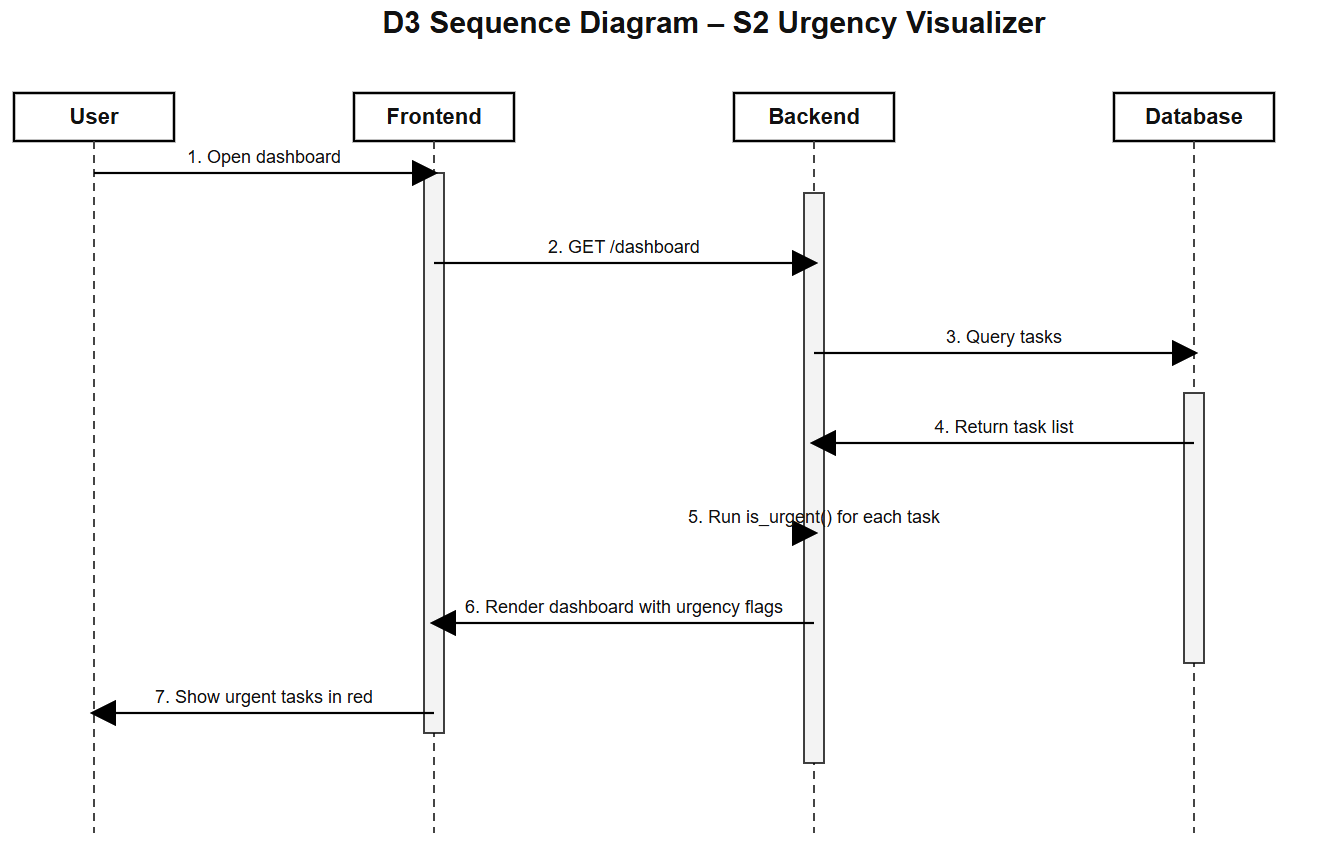 D3 Sequence Diagram – S2 Urgency Visualizer
User
Frontend
Backend
Database
1. Open dashboard
2. GET /dashboard
3. Query tasks
4. Return task list
5. Run is_urgent() for each task
6. Render dashboard with urgency flags
7. Show urgent tasks in red